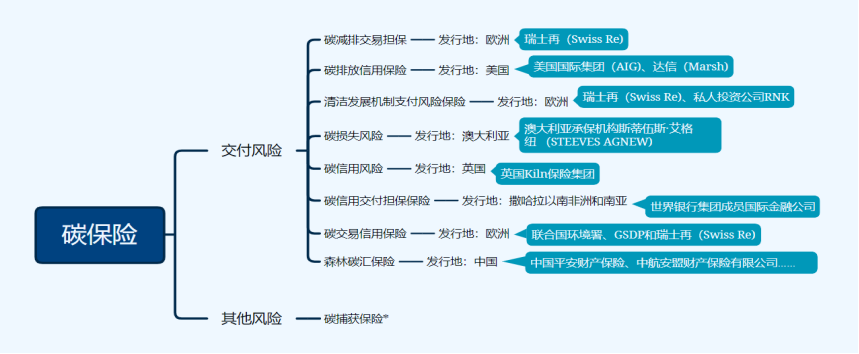 碳保险
交付风险
碳减排交易担保 发行地：欧洲 瑞士再（Swiss Re)
碳排放信用保险 发行地：美国 美国国际集团（AIG)、达信（Marsh)
清洁发展机制支付风险保险 发行地：欧洲 瑞士再（Swiss Re)、私人投资公司RNK
碳损失风险 发行地：澳大利亚 澳大利亚承保机构斯蒂伍斯·艾格
纽 （STEEVES AGNEW)
碳信用风险 发行地：英国 英国Kiln保险集团
碳信用交付担保保险 发行地：撒哈拉以南非洲和南亚 世界银行集团成员国际金融公司
碳交易信用保险 发行地：欧洲 联合国环境署、GSDP和瑞士再（Swiss Re)
森林碳汇保险 发行地：中国 中国平安财产保险、中航安盟财产保险有限公司……
其他风险
碳捕获保险*